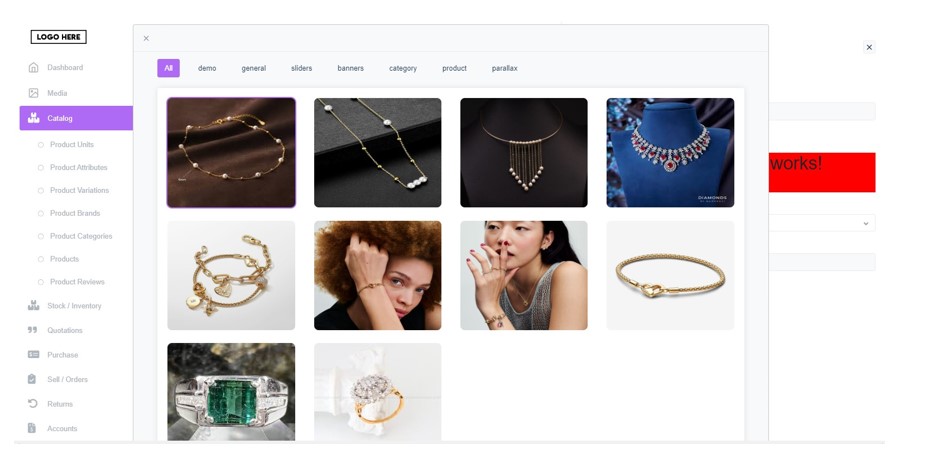 LOGO HERE
Dashboard
Media
Catalog
Product Units
Product Attributes
Product Variations
Product Brands
Product Categories
Products
Product Reviews
Stock / Inventory
Quotations
Purchase
Sell / Orders
Returns
Accounts
All demo general sliders banners category product parallax
DIAMONDS
works!